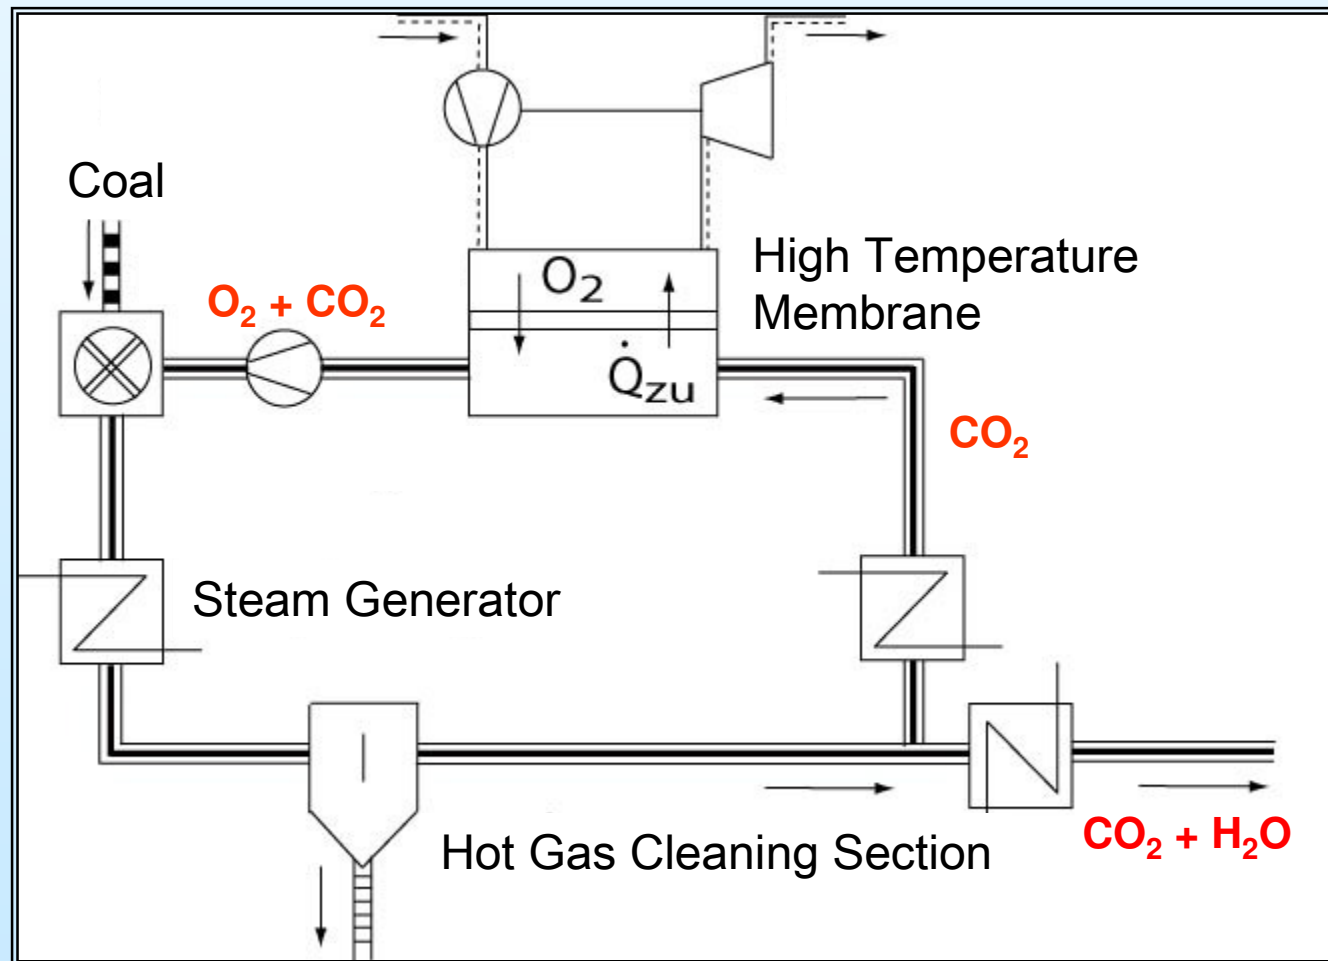 Coal
O₂ + CO₂
O₂
Q̇zu
High Temperature
Membrane
CO₂
Steam Generator
Hot Gas Cleaning Section
CO₂ + H₂O